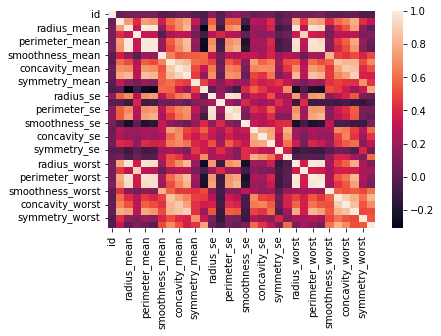 id
radius_mean
perimeter_mean
smoothness_mean
concavity_mean
symmetry_mean
radius_se
perimeter_se
smoothness_se
concavity_se
symmetry_se
radius_worst
perimeter_worst
smoothness_worst
concavity_worst
symmetry_worst
id
radius_mean
perimeter_mean
smoothness_mean
concavity_mean
symmetry_mean
radius_se
perimeter_se
smoothness_se
concavity_se
symmetry_se
radius_worst
perimeter_worst
smoothness_worst
concavity_worst
symmetry_worst
1.0
0.8
0.6
0.4
0.2
0.0
−0.2